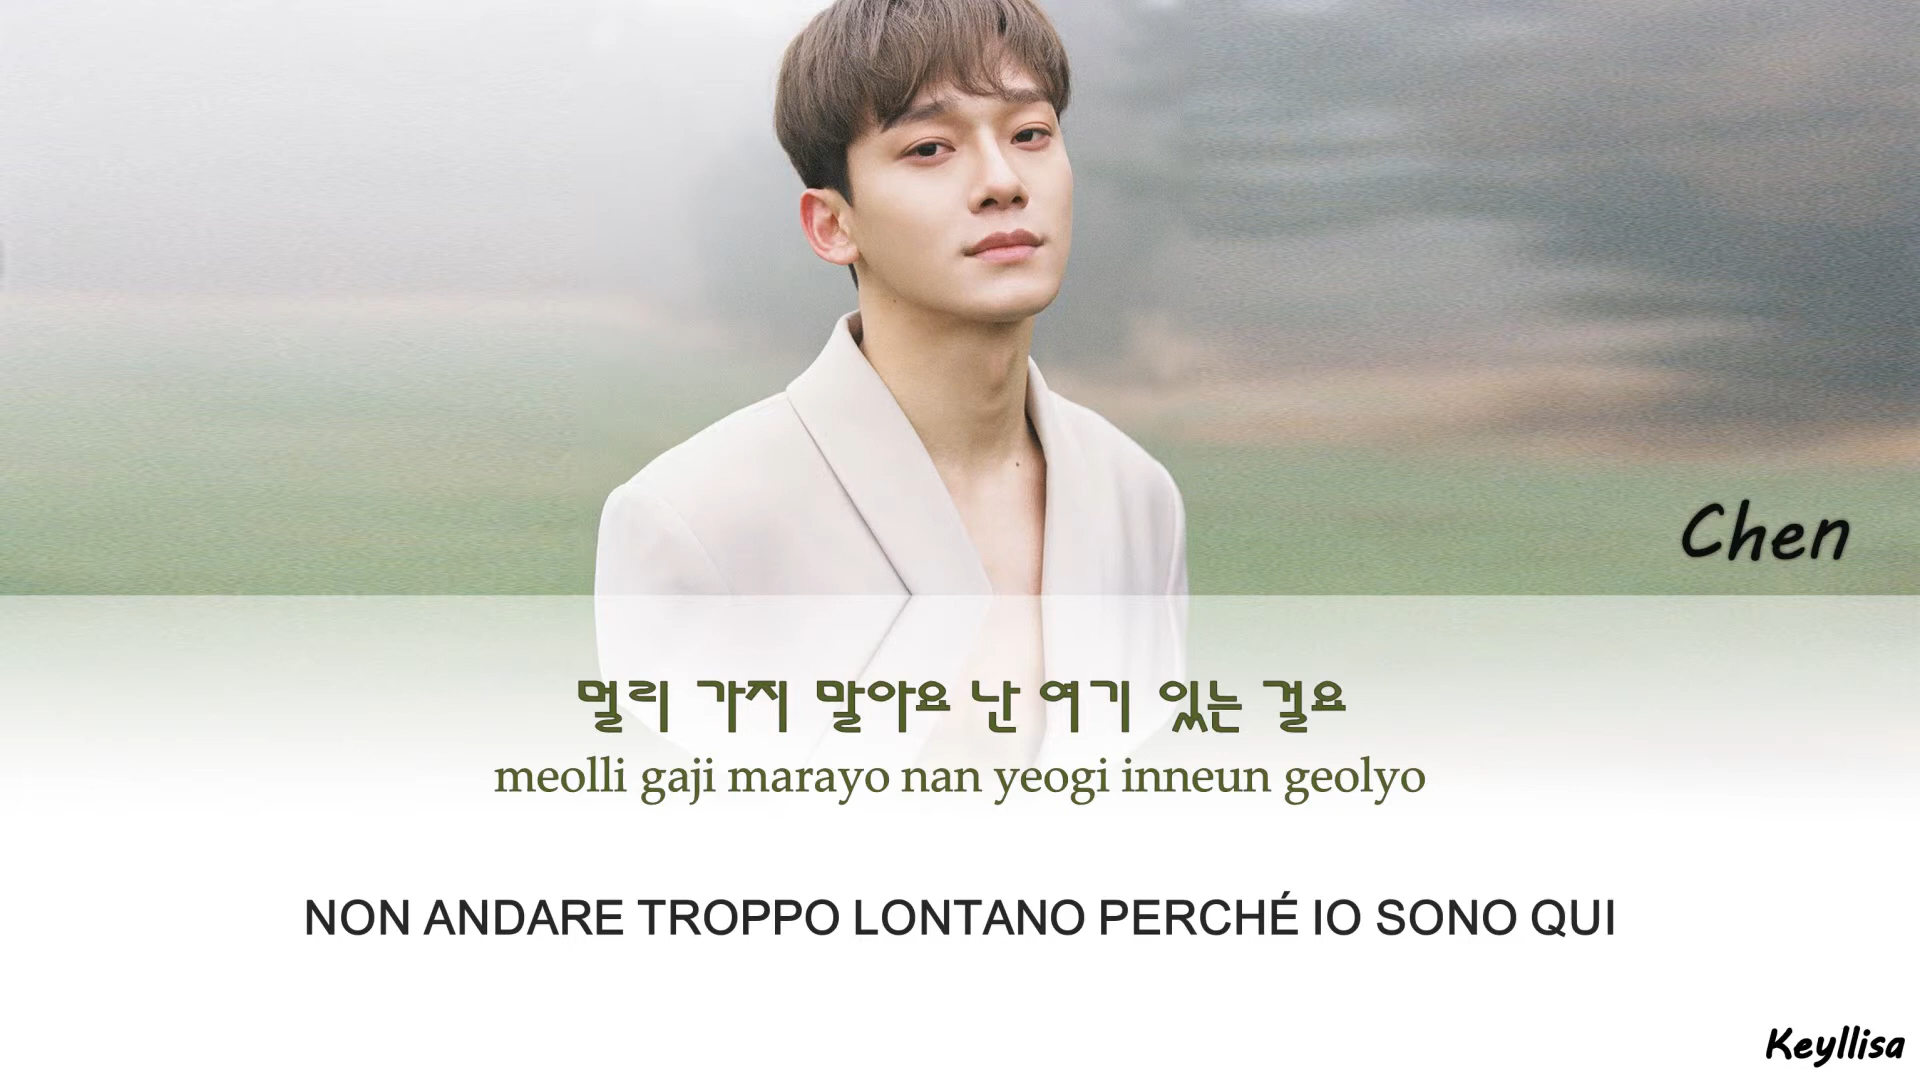 Chen
멀리 가지 말아요 난 여기 있는 걸요
meolli gaji marayo nan yeogi inneun geolyo
NON ANDARE TROPPO LONTANO PERCHÉ IO SONO QUI
Keyllisa